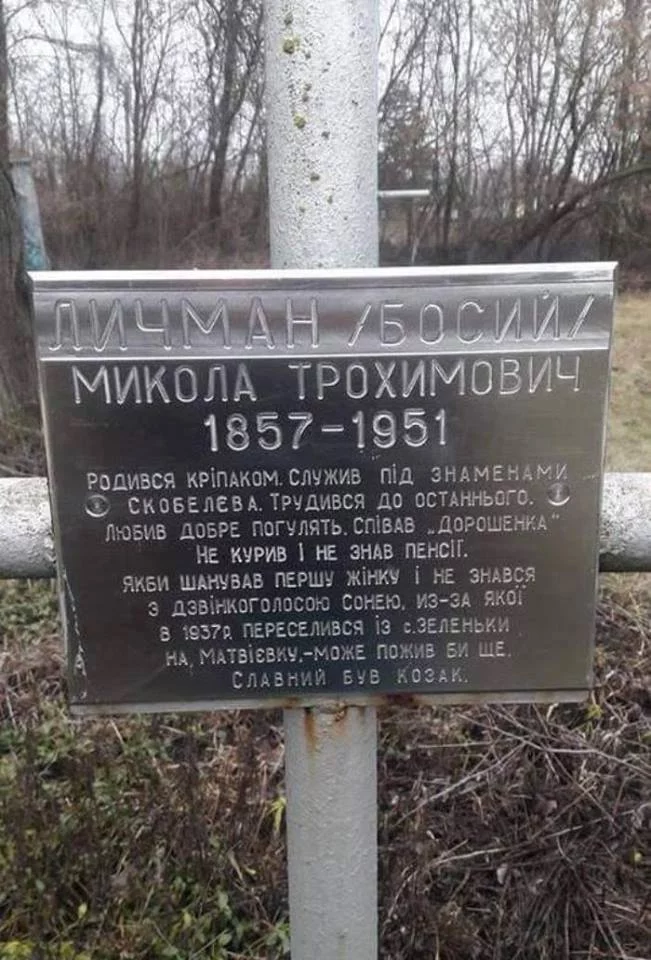 ЛИЧМАН /БОСИЙ/
МИКОЛА ТРОХИМОВИЧ
1857-1951
РОДИВСЯ КРІПАКОМ. СЛУЖИВ ПІД ЗНАМЕНАМИ
СКОБЕЛЄВА. ТРУДИВСЯ ДО ОСТАННЬОГО.
ЛЮБИВ ДОБРЕ ПОГУЛЯТЬ. СПІВАВ „ДОРОШЕНКА“
НЕ КУРИВ І НЕ ЗНАВ ПЕНСІЇ.
ЯКБИ ШАНУВАВ ПЕРШУ ЖІНКУ І НЕ ЗНАВСЯ
З ДЗВІНКОГОЛОСОЮ СОНЕЮ, ИЗ-ЗА ЯКОЇ
В 1937р ПЕРЕСЕЛИВСЯ ІЗ с.ЗЕЛЕНЬКИ
НА МАТВІЄВКУ,-МОЖЕ ПОЖИВ БИ ЩЕ.
СЛАВНИЙ БУВ КОЗАК.